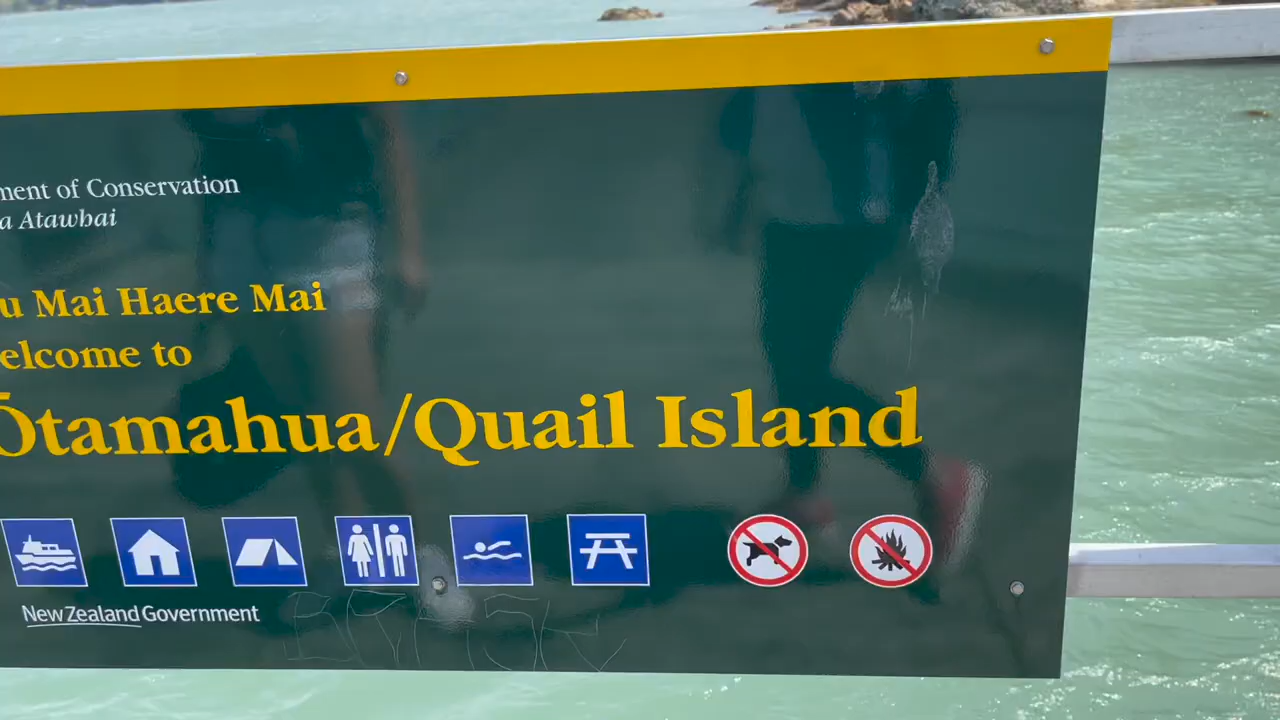 ment of Conservation
a Atawhai
u Mai Haere Mai
elcome to
Ōtamahua/Quail Island
New Zealand Government